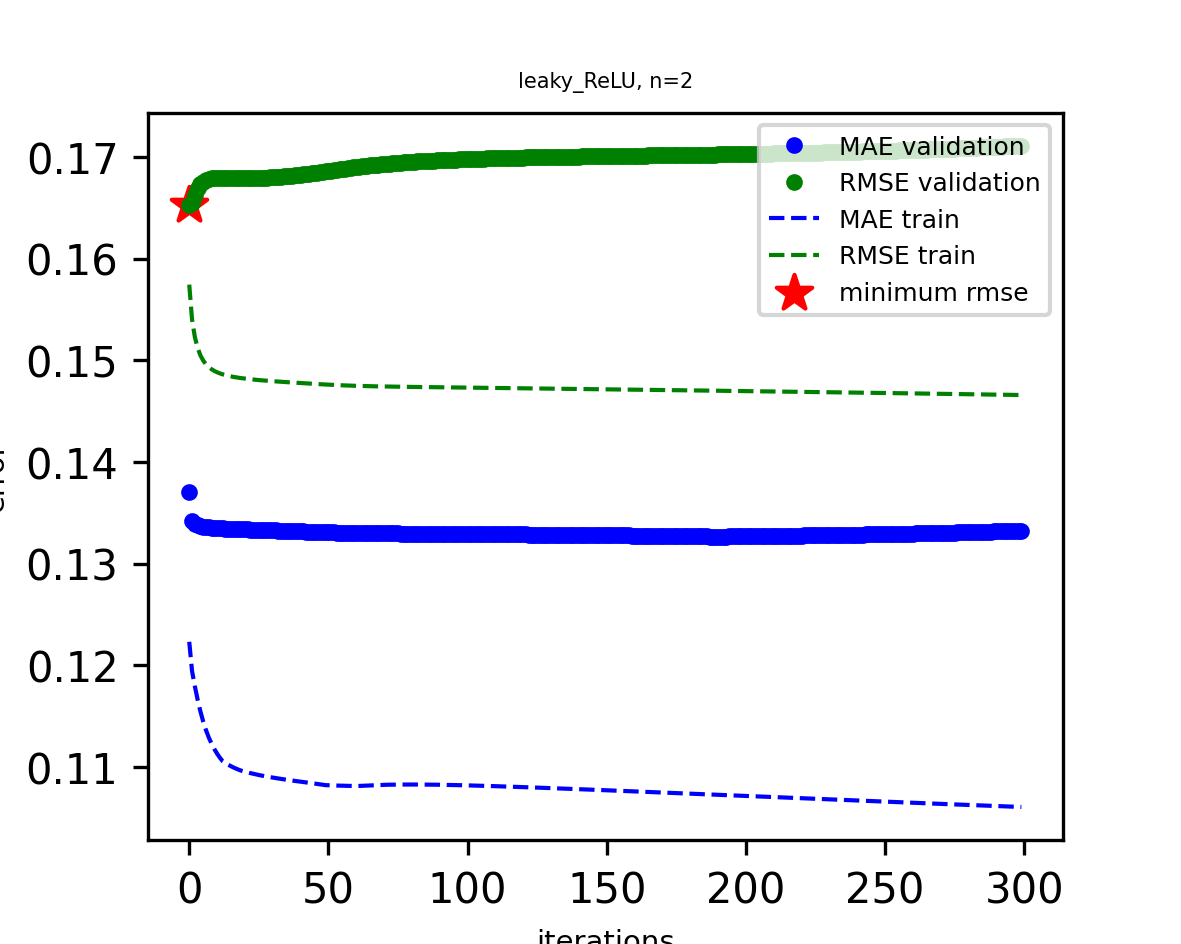 leaky_ReLU, n=2
0.17
0.16
0.15
0.14
0.13
0.12
0.11
MAE validation
RMSE validation
MAE train
RMSE train
minimum rmse
0 50 100 150 200 250 300
iterations